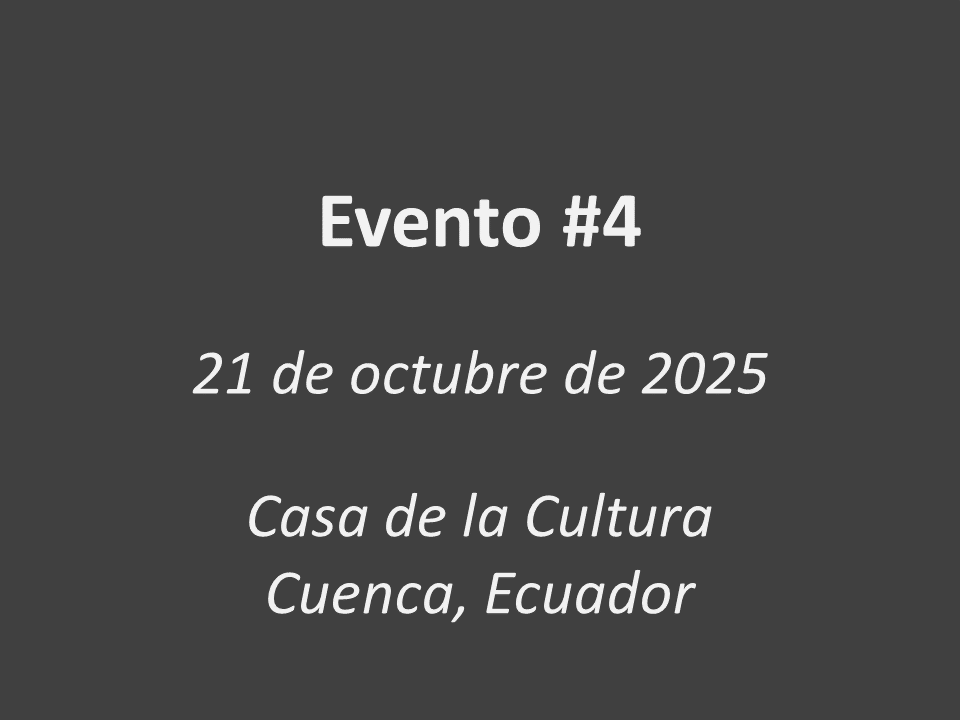 Evento #4
21 de octubre de 2025
Casa de la Cultura
Cuenca, Ecuador